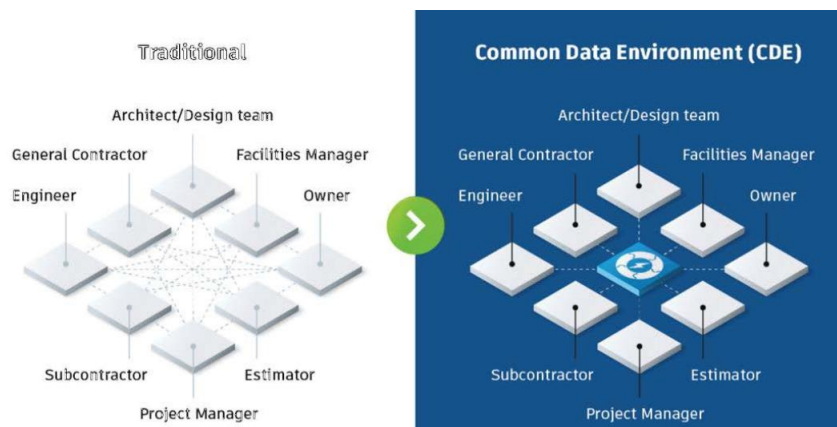 Traditional
Architect/Design team
General Contractor
Facilities Manager
Engineer
Owner
Subcontractor
Estimator
Project Manager
Common Data Environment (CDE)
Architect/Design team
General Contractor
Facilities Manager
Engineer
Owner
Subcontractor
Estimator
Project Manager